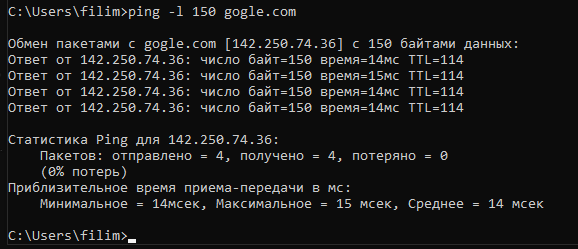 C:\Users\filim>ping -l 150 gogle.com
Обмен пакетами с gogle.com [142.250.74.36] с 150 байтами данных:
Ответ от 142.250.74.36: число байт=150 время=14мс TTL=114
Ответ от 142.250.74.36: число байт=150 время=15мс TTL=114
Ответ от 142.250.74.36: число байт=150 время=14мс TTL=114
Ответ от 142.250.74.36: число байт=150 время=14мс TTL=114
Статистика Ping для 142.250.74.36:
    Пакетов: отправлено = 4, получено = 4, потеряно = 0
    (0% потерь)
Приблизительное время приема-передачи в мс:
    Минимальное = 14мсек, Максимальное = 15 мсек, Среднее = 14 мсек
C:\Users\filim>